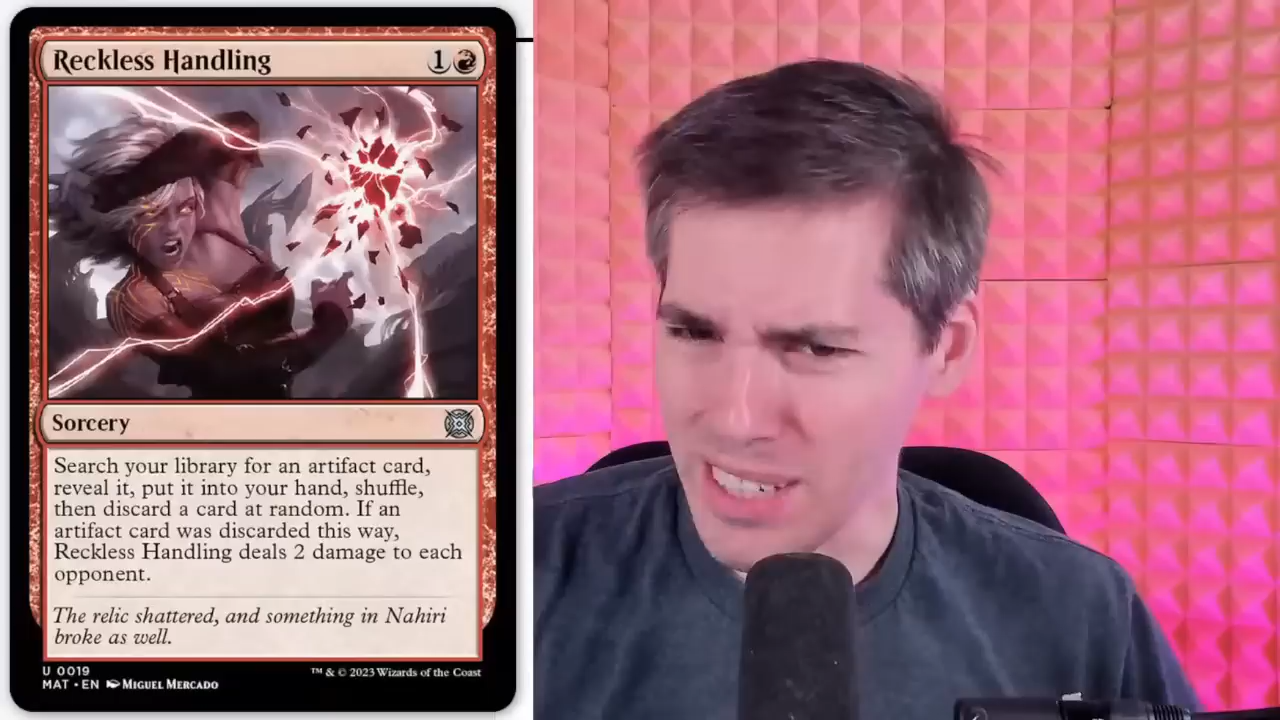 Reckless Handling 1
Sorcery
Search your library for an artifact card,
reveal it, put it into your hand, shuffle,
then discard a card at random. If an
artifact card was discarded this way,
Reckless Handling deals 2 damage to each
opponent.
The relic shattered, and something in Nahiri
broke as well.
U 0019 ™ & © 2023 Wizards of the Coast
MAT • EN Miguel Mercado